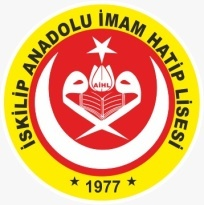 İSKİLİP ANADOLU İMAM HATİP LİSESİ
AİHL
1977